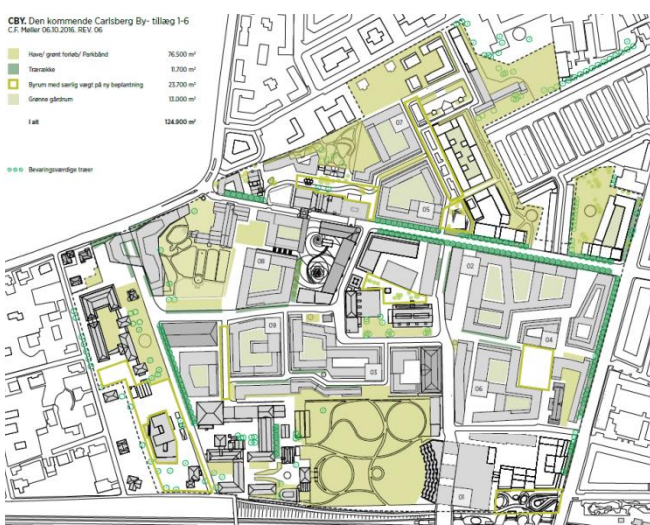 CBY. Den kommende Carlsberg By- tillæg 1-6
C.F. Møller 06.10.2016. REV. 06
Have/ grønt forløb/ Parkbånd 76.500 m²
Trærække 11.700 m²
Byrum med særlig vægt på ny beplantning 23.700 m²
Grønne gårdrum 13.000 m²
I alt 124.900 m²
Bevaringsværdige træer
07
05
08
02
09
04
03
06
01